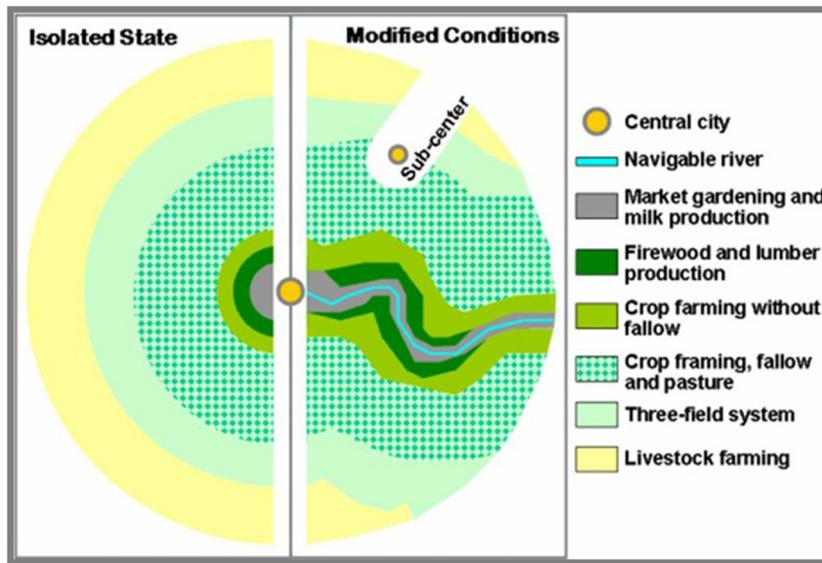 Isolated State
Modified Conditions
Sub-center
Central city
Navigable river
Market gardening and
milk production
Firewood and lumber
production
Crop farming without
fallow
Crop framing, fallow
and pasture
Three-field system
Livestock farming